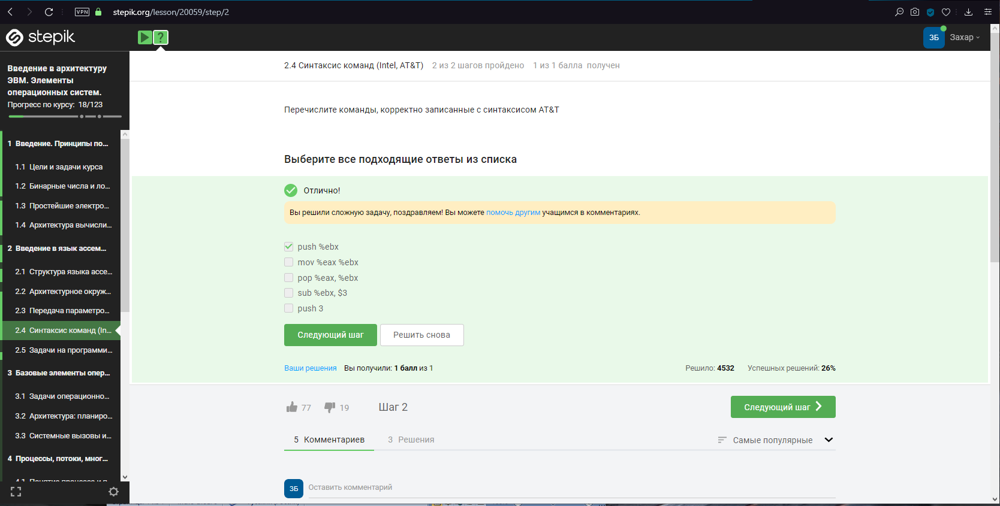 VPN
stepik.org/lesson/20059/step/2
stepik
?
ЗБ
Захар
Введение в архитектуру
ЭВМ. Элементы
операционных систем.
Прогресс по курсу: 18/123
1 Введение. Принципы по...
1.1 Цели и задачи курса
1.2 Бинарные числа и ло...
1.3 Простейшие электро...
1.4 Архитектура вычисли...
2 Введение в язык ассем...
2.1 Структура языка ассе...
2.2 Архитектурное окруж...
2.3 Передача параметро...
2.4 Синтаксис команд (In...
2.5 Задачи на программи...
3 Базовые элементы опер...
3.1 Задачи операционно...
3.2 Архитектура: планиро...
3.3 Системные вызовы и...
4 Процессы, потоки, мног...
2.4 Синтаксис команд (Intel, AT&T) 2 из 2 шагов пройдено 1 из 1 балла получен
Перечислите команды, корректно записанные с синтаксисом AT&T
Выберите все подходящие ответы из списка
Отлично!
Вы решили сложную задачу, поздравляем! Вы можете помочь другим учащимся в комментариях.
push %ebx
mov %eax %ebx
pop %eax, %ebx
sub %ebx, $3
push 3
Следующий шаг
Решить снова
Ваши решения Вы получили: 1 балл из 1
Решило: 4532 Успешных решений: 26%
77 19 Шаг 2
Следующий шаг
5 Комментариев 3 Решения
Самые популярные
ЗБ
Оставить комментарий